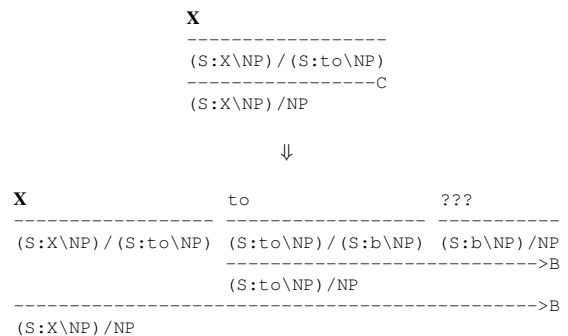 X
-------------------
(S:X\NP)/(S:to\NP)
-----------------C
(S:X\NP)/NP
⇓
X to ???
------------------- ------------------- -----------
(S:X\NP)/(S:to\NP) (S:to\NP)/(S:b\NP) (S:b\NP)/NP
------------------------------>B
(S:to\NP)/NP
-------------------------------------------------->B
(S:X\NP)/NP